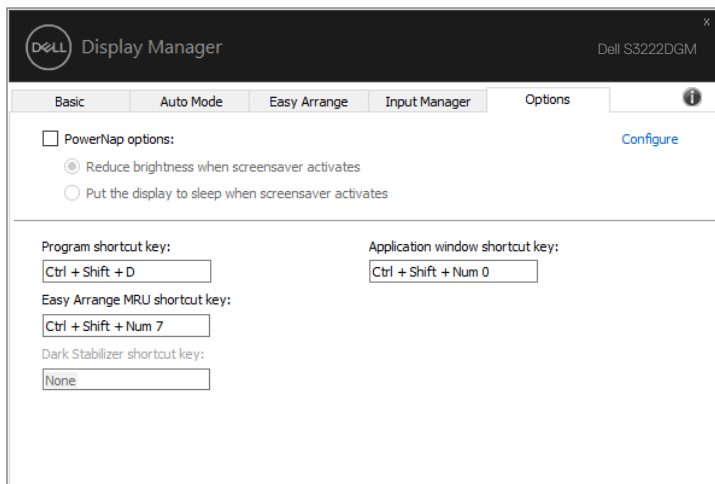 x
DELL Display Manager
Dell S3222DGM
Basic Auto Mode Easy Arrange Input Manager Options i
PowerNap options: Configure
Reduce brightness when screensaver activates
Put the display to sleep when screensaver activates
Program shortcut key: Application window shortcut key:
Ctrl + Shift + D Ctrl + Shift + Num 0
Easy Arrange MRU shortcut key:
Ctrl + Shift + Num 7
Dark Stabilizer shortcut key:
None